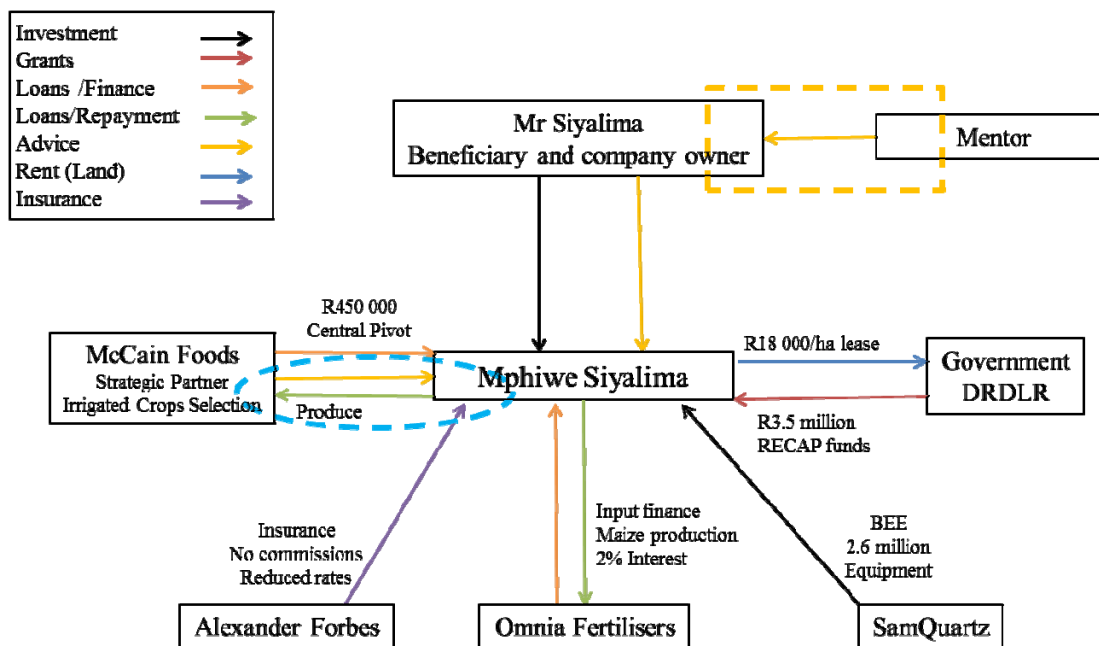 Investment
Grants
Loans /Finance
Loans/Repayment
Advice
Rent (Land)
Insurance
Mr Siyalima
Beneficiary and company owner
Mentor
R450 000
Central Pivot
McCain Foods
Strategic Partner
Irrigated Crops Selection
Produce
Mphiwe Siyalima
R18 000/ha lease
Government
DRDLR
R3.5 million
RECAP funds
Insurance
No commissions
Reduced rates
Input finance
Maize production
2% Interest
BEE
2.6 million
Equipment
Alexander Forbes
Omnia Fertilisers
SamQuartz